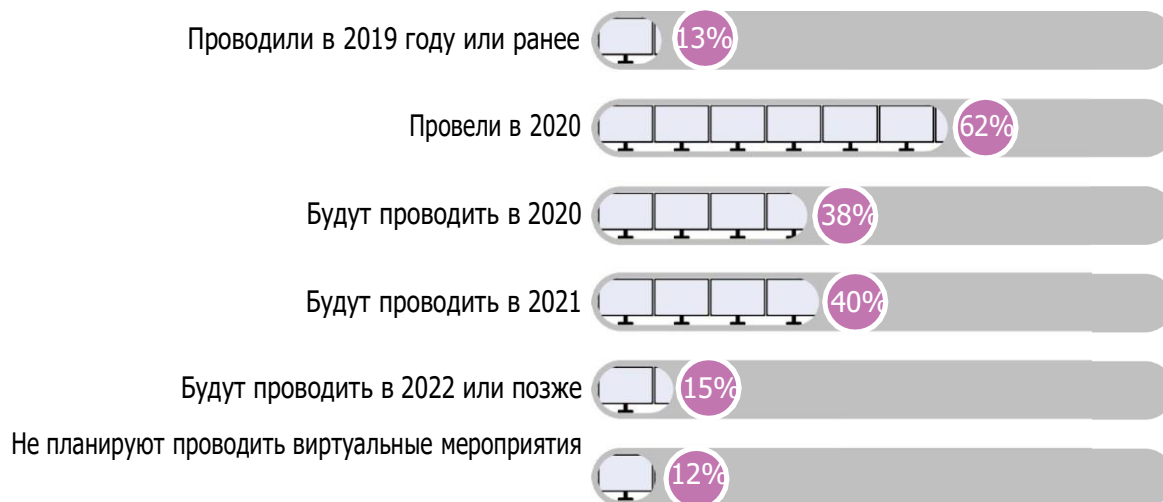 Проводили в 2019 году или ранее 13%
Провели в 2020 62%
Будут проводить в 2020 38%
Будут проводить в 2021 40%
Будут проводить в 2022 или позже 15%
Не планируют проводить виртуальные мероприятия 12%